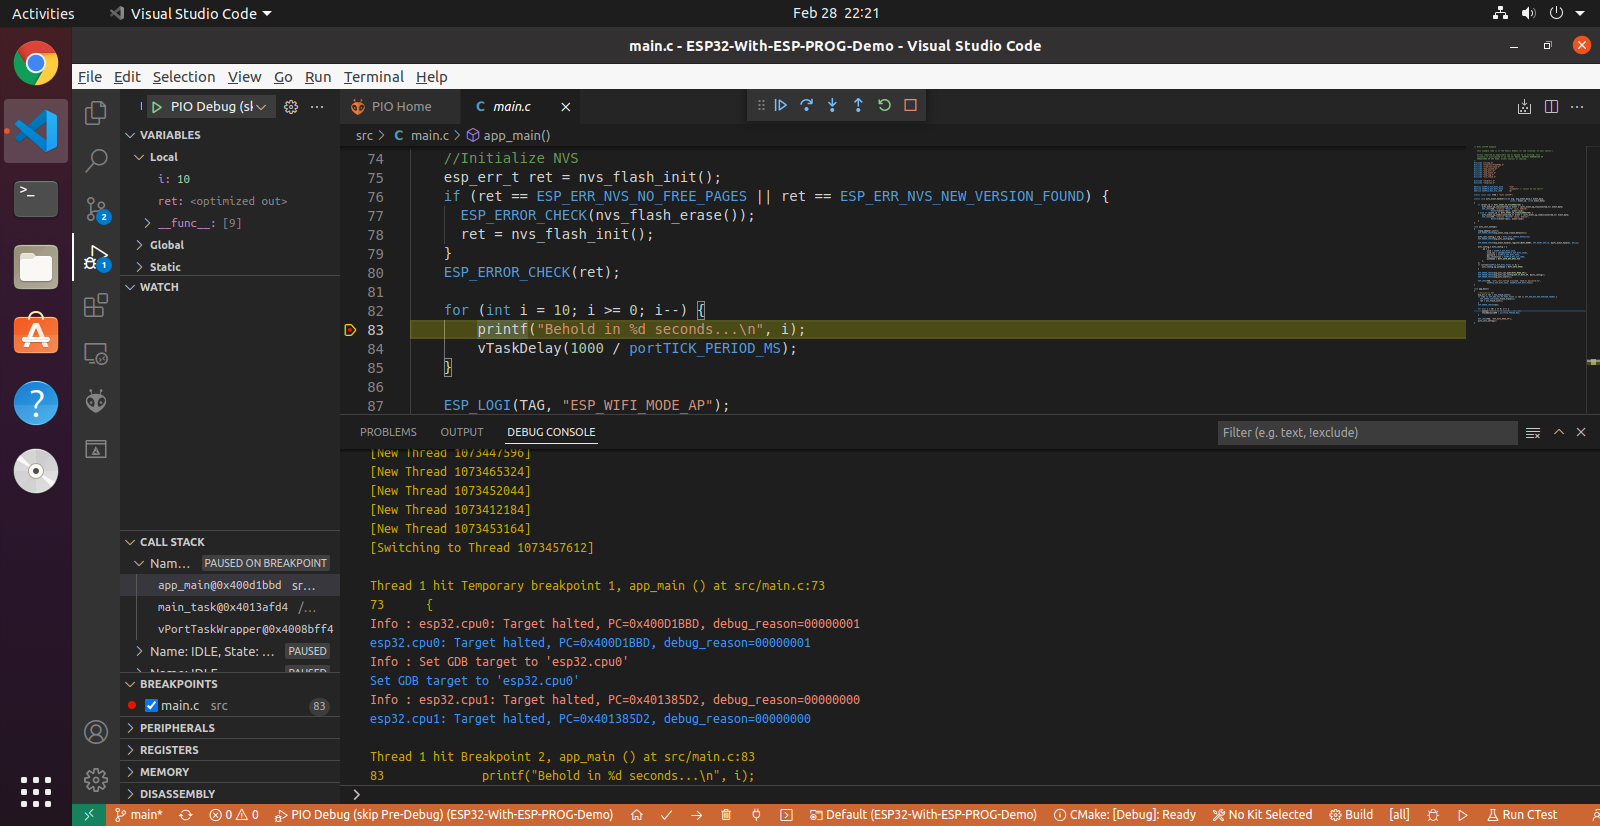 Activities
Visual Studio Code
Feb 28 22:21
main.c - ESP32-With-ESP-PROG-Demo - Visual Studio Code
File Edit Selection View Go Run Terminal Help
PIO Debug (sk
PIO Home
C main.c
src > C main.c > app_main()
VARIABLES
Local
i: 10
ret: <optimized out>
__func__: [9]
Global
Static
WATCH
2
1
74 //Initialize NVS
75 esp_err_t ret = nvs_flash_init();
76 if (ret == ESP_ERR_NVS_NO_FREE_PAGES || ret == ESP_ERR_NVS_NEW_VERSION_FOUND) {
77 ESP_ERROR_CHECK(nvs_flash_erase());
78 ret = nvs_flash_init();
79 }
80 ESP_ERROR_CHECK(ret);
81
82 for (int i = 10; i >= 0; i--) {
83 printf("Behold in %d seconds...\n", i);
84 vTaskDelay(1000 / portTICK_PERIOD_MS);
85 }
86
87 ESP_LOGI(TAG, "ESP_WIFI_MODE_AP");
PROBLEMS OUTPUT DEBUG CONSOLE
Filter (e.g. text, !exclude)
[New Thread 1073447596]
[New Thread 1073465324]
[New Thread 1073452044]
[New Thread 1073412184]
[New Thread 1073453164]
[Switching to Thread 1073457612]
Thread 1 hit Temporary breakpoint 1, app_main () at src/main.c:73
73 {
Info : esp32.cpu0: Target halted, PC=0x400D1BBD, debug_reason=00000001
esp32.cpu0: Target halted, PC=0x400D1BBD, debug_reason=00000001
Info : Set GDB target to 'esp32.cpu0'
Set GDB target to 'esp32.cpu0'
Info : esp32.cpu1: Target halted, PC=0x401385D2, debug_reason=00000000
esp32.cpu1: Target halted, PC=0x401385D2, debug_reason=00000000
Thread 1 hit Breakpoint 2, app_main () at src/main.c:83
83 printf("Behold in %d seconds...\n", i);
CALL STACK
Nam... PAUSED ON BREAKPOINT
app_main@0x400d1bbd sr...
main_task@0x4013afd4 /...
vPortTaskWrapper@0x4008bff4
Name: IDLE, State: ... PAUSED
Name: IDLE, State: ... PAUSED
BREAKPOINTS
main.c src 83
PERIPHERALS
REGISTERS
MEMORY
DISASSEMBLY
main* 0 0 PIO Debug (skip Pre-Debug) (ESP32-With-ESP-PROG-Demo) Default (ESP32-With-ESP-PROG-Demo) CMake: [Debug]: Ready No Kit Selected Build [all] Run CTest